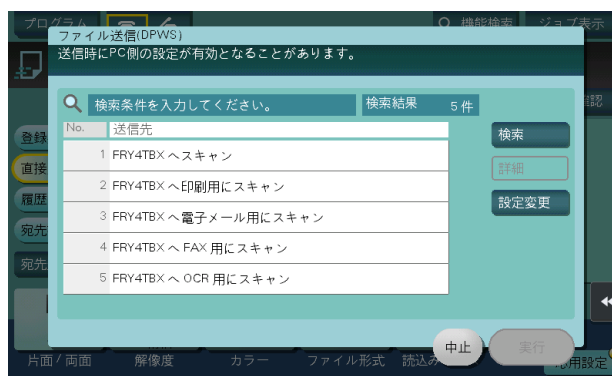 プログラム
機能検索
ジョブ表示
ファイル送信(DPWS)
送信時にPC側の設定が有効となることがあります。
検索条件を入力してください。
検索結果 5件
No. 送信先
1 FRY4TBX へスキャン
2 FRY4TBX へ印刷用にスキャン
3 FRY4TBX へ電子メール用にスキャン
4 FRY4TBX へ FAX 用にスキャン
5 FRY4TBX へ OCR 用にスキャン
検索
詳細
設定変更
登録
直接
履歴
宛先
宛先
中止
実行
片面 / 両面
解像度
カラー
ファイル形式
読込み
応用設定